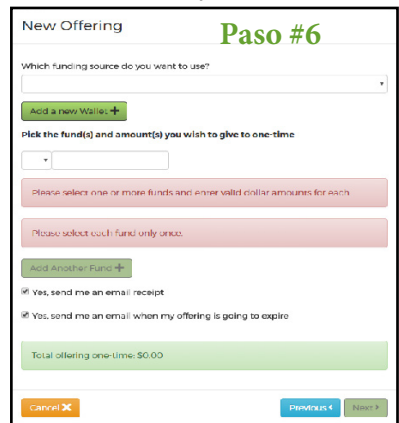 New Offering
Paso #6
Which funding source do you want to use?
Add a new Wallet +
Pick the fund(s) and amount(s) you wish to give to one-time
Please select one or more funds and enter valid dollar amounts for each.
Please select each fund only once.
Add Another Fund +
Yes, send me an email receipt
Yes, send me an email when my offering is going to expire
Total offering one-time: $0.00
Cancel X
Previous
Next